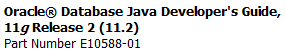 Oracle® Database Java Developer's Guide,
11g Release 2 (11.2)
Part Number E10588-01